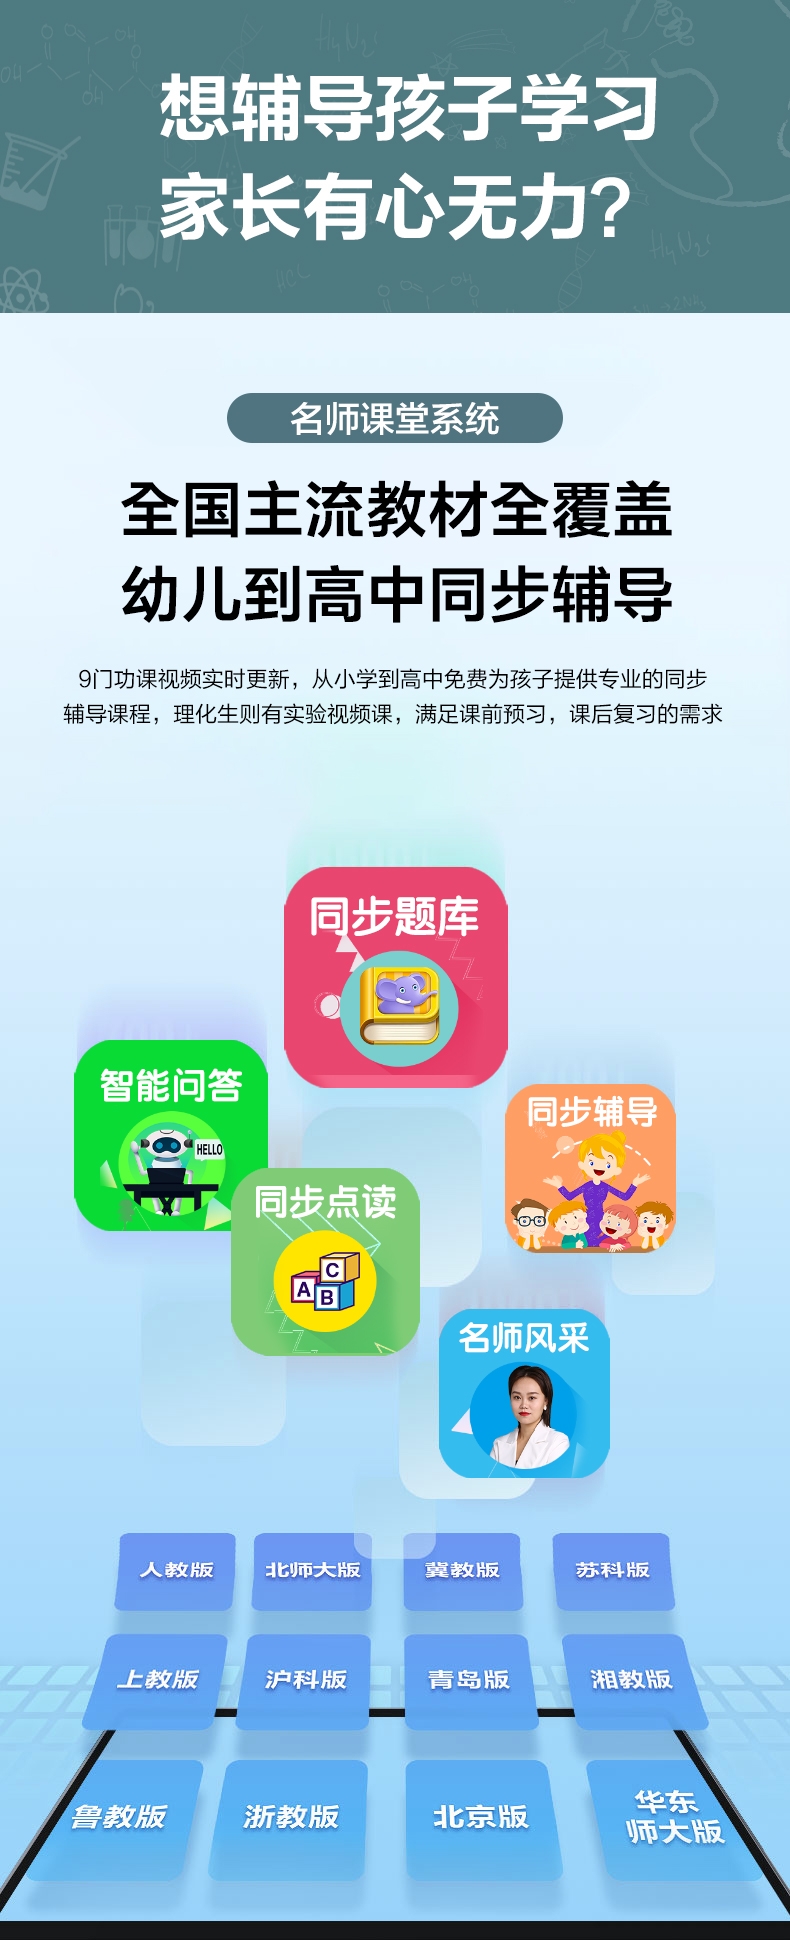 想辅导孩子学习
家长有心无力？
名师课堂系统
全国主流教材全覆盖
幼儿到高中同步辅导
9门功课视频实时更新，从小学到高中免费为孩子提供专业的同步
辅导课程，理化生则有实验视频课，满足课前预习，课后复习的需求
同步题库
智能问答
HELLO
同步辅导
同步点读
A
C
B
名师风采
人教版
北师大版
冀教版
苏科版
上教版
沪科版
青岛版
湘教版
鲁教版
浙教版
北京版
华东
师大版